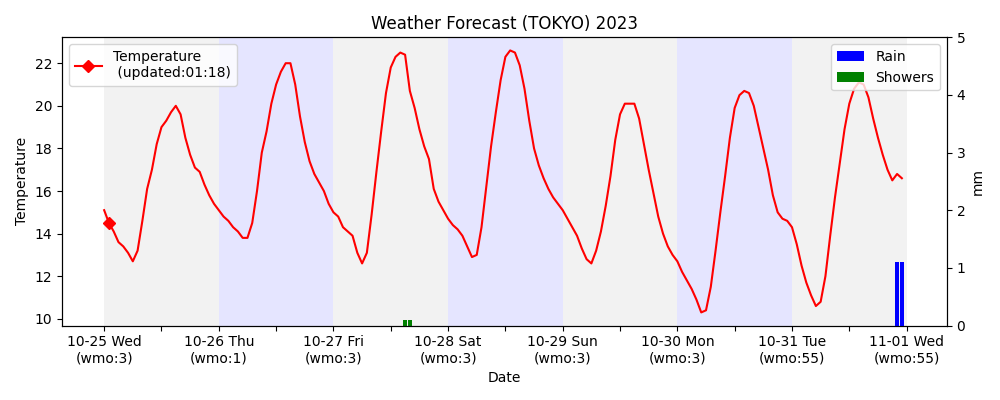 Weather Forecast (TOKYO) 2023
Temperature
(updated:01:18)
Rain
Showers
22
20
18
16
14
12
10
Temperature
5
4
3
2
1
0
mm
10-25 Wed
(wmo:3)
10-26 Thu
(wmo:1)
10-27 Fri
(wmo:3)
10-28 Sat
(wmo:3)
10-29 Sun
(wmo:3)
10-30 Mon
(wmo:3)
10-31 Tue
(wmo:55)
11-01 Wed
(wmo:55)
Date